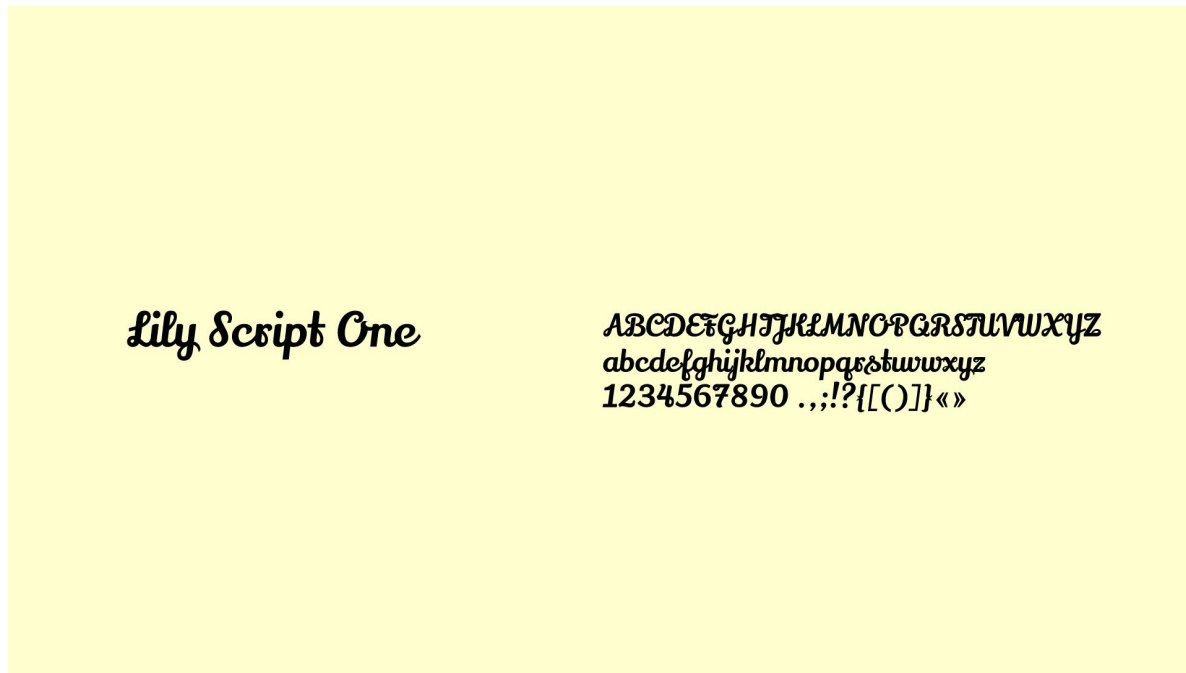 Lily Script One
ABCDEFGHIJKLMNOPQRSTUVWXYZ
abcdefghijklmnopqrstuvwxyz
1234567890 .,;!?{[()]}«»